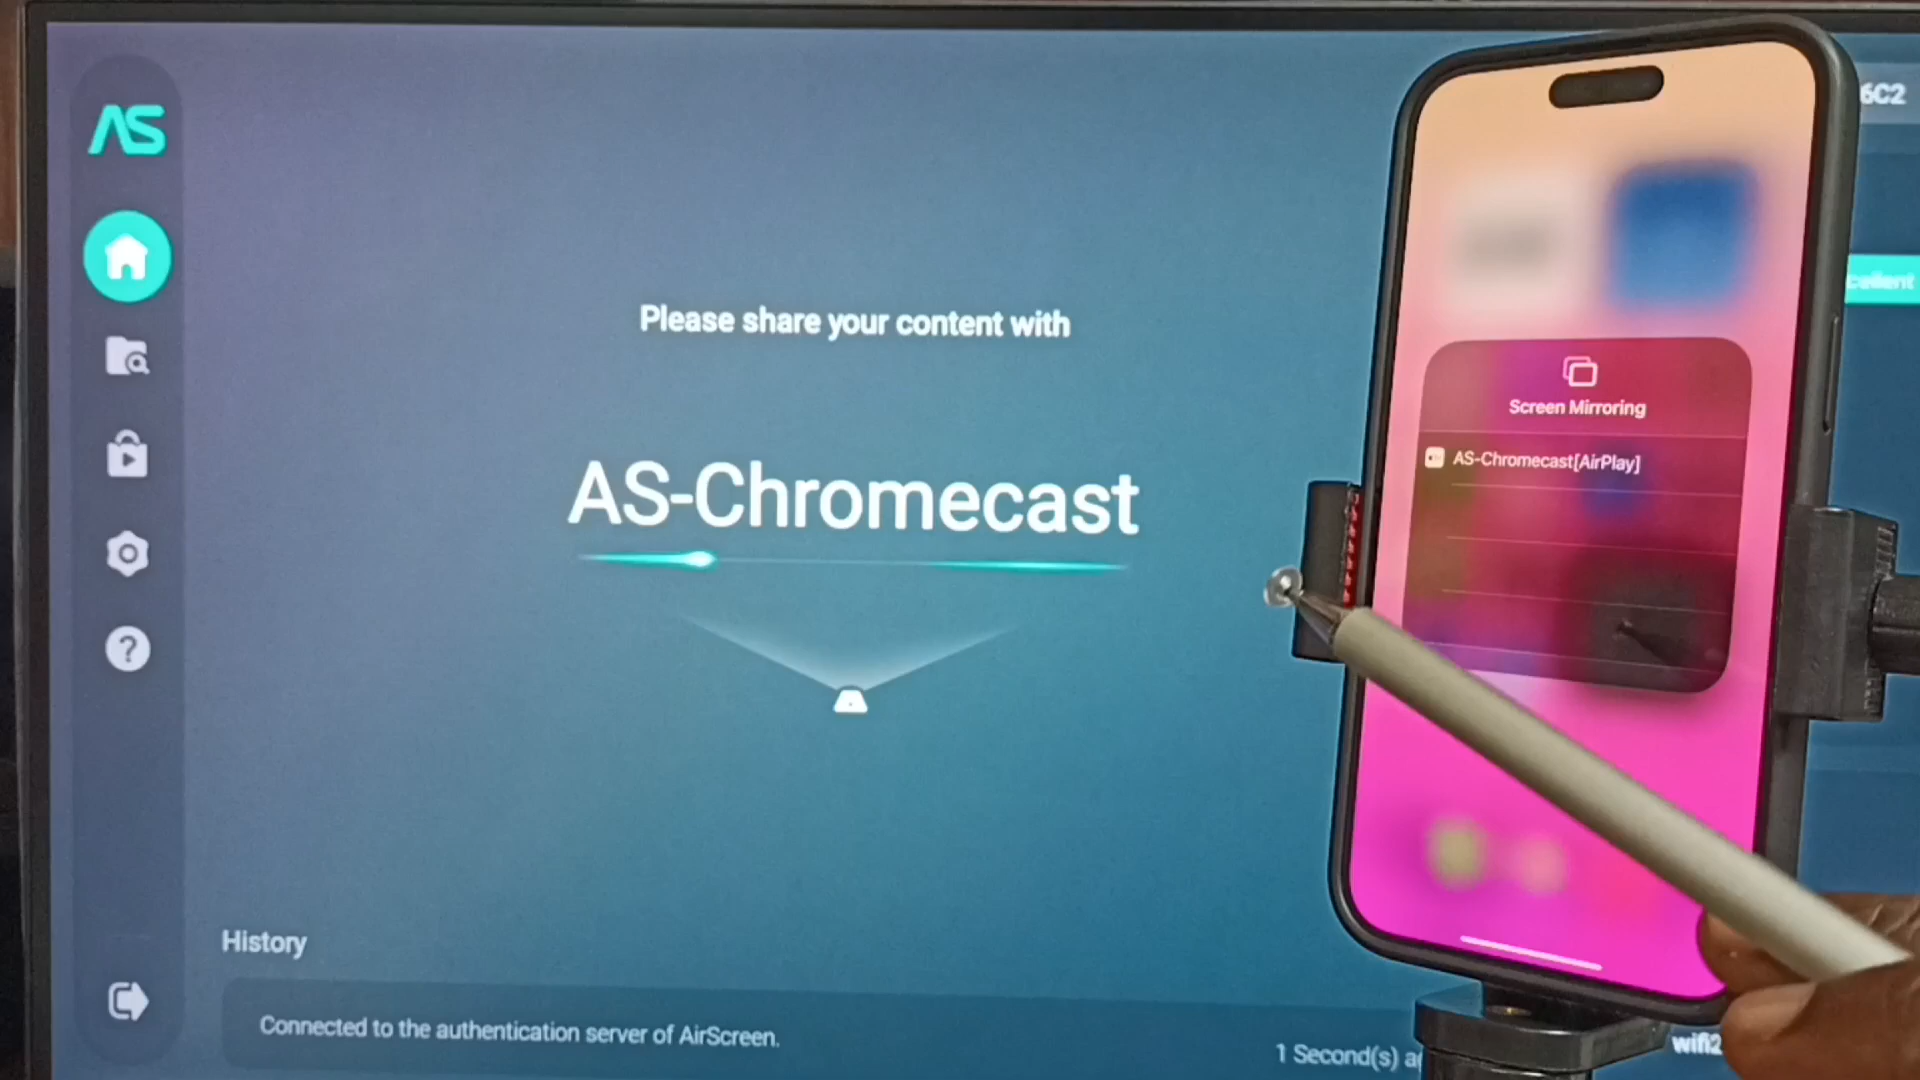 AS
6C2
Please share your content with
Screen Mirroring
AS-Chromecast[AirPlay]
AS-Chromecast
?
History
Connected to the authentication server of AirScreen.
1 Second(s)
wifi2